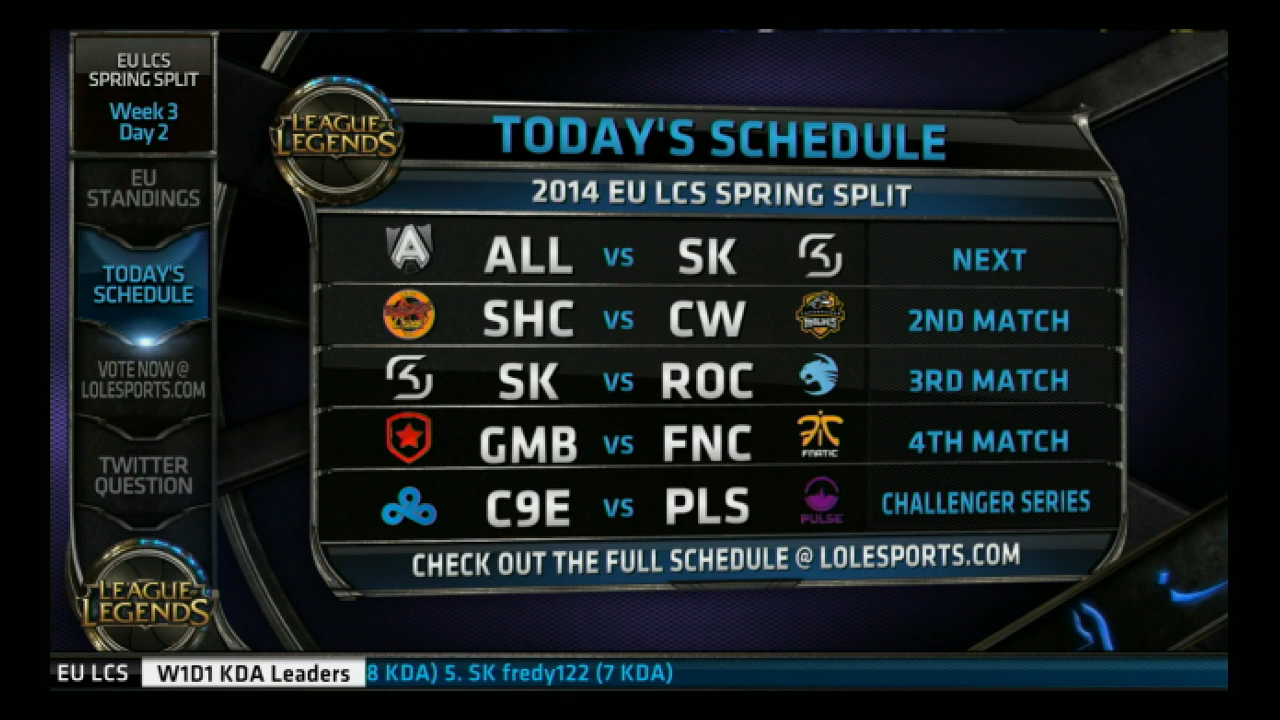 EU LCS
SPRING SPLIT
Week 3
Day 2
EU
STANDINGS
TODAY'S
SCHEDULE
VOTE NOW @
LOLESPORTS.COM
TWITTER
QUESTION
LEAGUE OF
LEGENDS
LEAGUE OF
LEGENDS
TODAY'S SCHEDULE
2014 EU LCS SPRING SPLIT
A ALL VS SK SK NEXT
SHC VS CW 2ND MATCH
SK SK VS ROC 3RD MATCH
GMB VS FNC FNATIC 4TH MATCH
C9E VS PLS PULSE CHALLENGER SERIES
CHECK OUT THE FULL SCHEDULE @ LOLESPORTS.COM
EU LCS W1D1 KDA Leaders 8 KDA) 5. SK fredy122 (7 KDA)